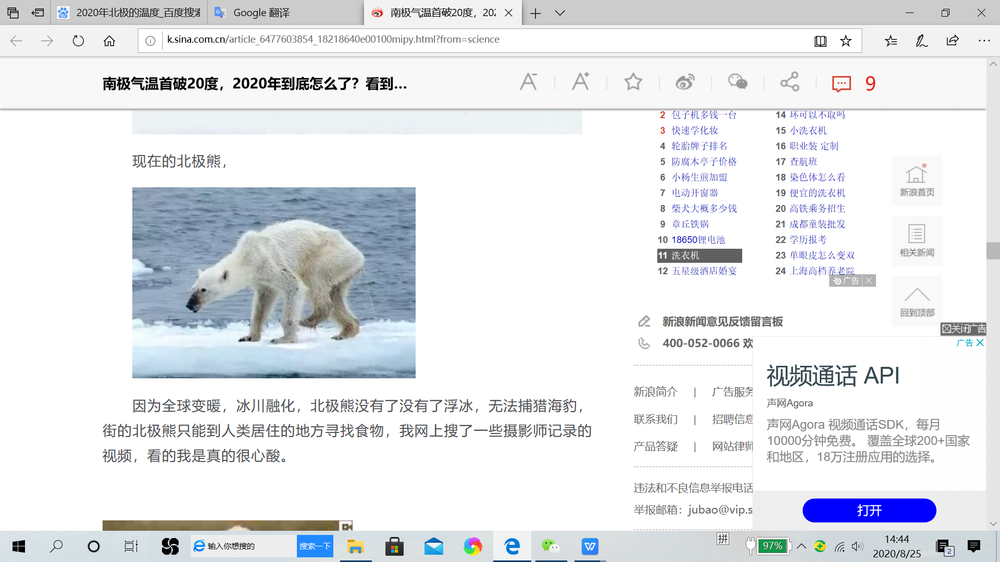 2020年北极的温度_百度搜索
Google 翻译
南极气温首破20度，202
k.sina.com.cn/article_6477603854_18218640e00100mipy.html?from=science
南极气温首破20度，2020年到底怎么了？看到...
A-
A+
9
现在的北极熊，
因为全球变暖，冰川融化，北极熊没有了没有了浮冰，无法捕猎海豹，
街的北极熊只能到人类居住的地方寻找食物，我网上搜了一些摄影师记录的
视频，看的我是真的很心酸。
2 包子机多钱一台
3 快速学化妆
4 轮胎牌子排名
5 防腐木亭子价格
6 小杨生煎加盟
7 电动开窗器
8 柴犬大概多少钱
9 章丘铁锅
10 18650锂电池
11 洗衣机
12 五星级酒店婚宴
14 环可以不取吗
15 小洗衣机
16 职业装 定制
17 查航班
18 染色体怎么看
19 便宜的洗衣机
20 高铁乘务招生
21 成都童装批发
22 学历报考
23 单眼皮怎么变双
24 上海高档养老院
广告
新浪首页
相关新闻
回到顶部
新浪新闻意见反馈留言板
400-052-0066 欢
新浪简介 | 广告服务
联系我们 | 招聘信息
产品答疑 | 网站律师
违法和不良信息举报电话
举报邮箱：jubao@vip.s
关闭广告
广告
视频通话 API
声网Agora
声网Agora 视频通话SDK，每月
10000分钟免费。 覆盖全球200+国家
和地区，18万注册应用的选择。
打开
输入你想搜的
搜索一下
拼
97%
14:44
2020/8/25
2